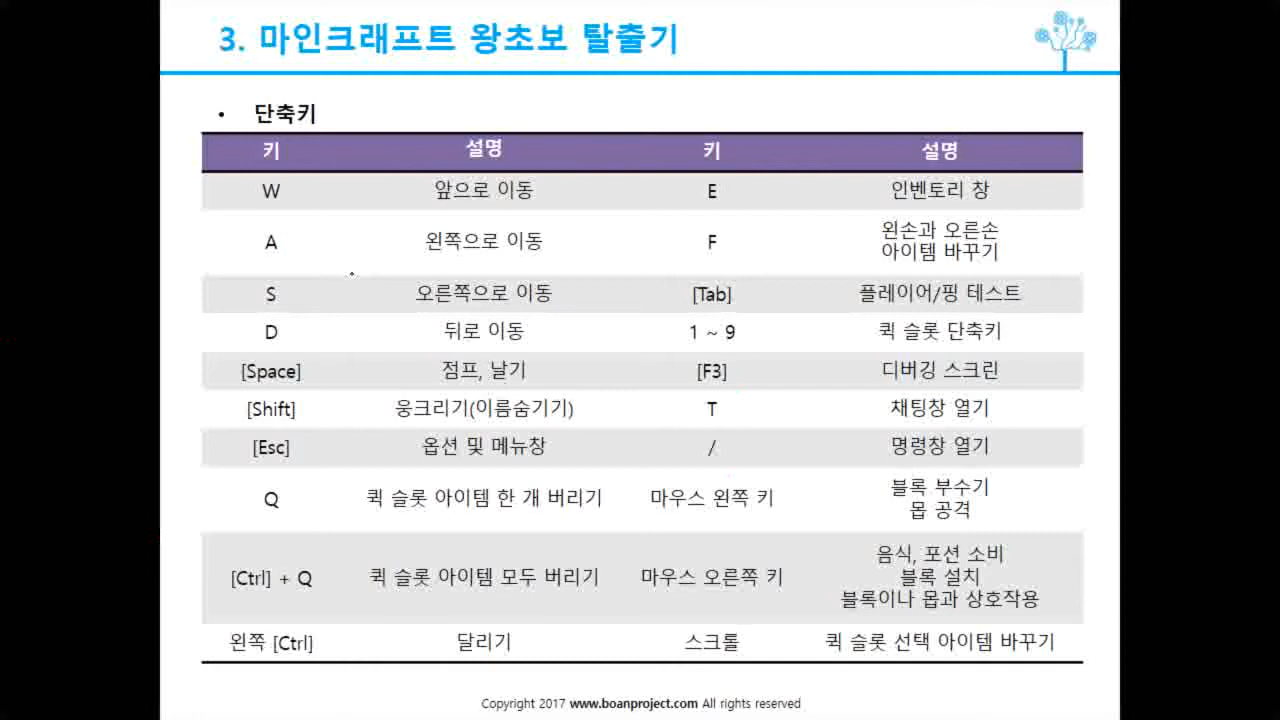 3. 마인크래프트 왕초보 탈출기
• 단축키
키 설명 키 설명
W 앞으로 이동 E 인벤토리 창
A 왼쪽으로 이동 F 왼손과 오른손
아이템 바꾸기
S 오른쪽으로 이동 [Tab] 플레이어/핑 테스트
D 뒤로 이동 1 ~ 9 퀵 슬롯 단축키
[Space] 점프, 날기 [F3] 디버깅 스크린
[Shift] 웅크리기(이름숨기기) T 채팅창 열기
[Esc] 옵션 및 메뉴창 / 명령창 열기
Q 퀵 슬롯 아이템 한 개 버리기 마우스 왼쪽 키 블록 부수기
몹 공격
[Ctrl] + Q 퀵 슬롯 아이템 모두 버리기 마우스 오른쪽 키 음식, 포션 소비
블록 설치
블록이나 몹과 상호작용
왼쪽 [Ctrl] 달리기 스크롤 퀵 슬롯 선택 아이템 바꾸기
Copyright 2017 www.boanproject.com All rights reserved